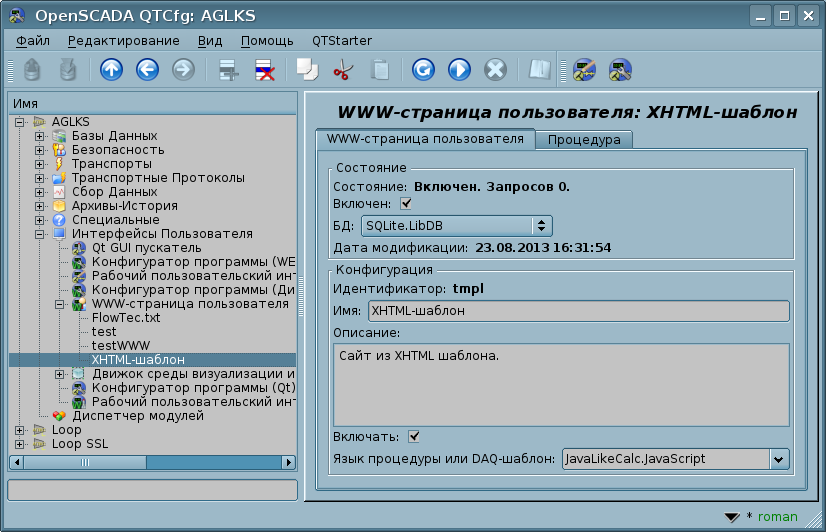 OpenSCADA QTCfg: AGLKS
Файл Редактирование Вид Помощь QTStarter
Имя
AGLKS
Базы Данных
Безопасность
Транспорты
Транспортные Протоколы
Сбор Данных
Архивы-История
Специальные
Интерфейсы Пользователя
Qt GUI пускатель
Конфигуратор программы (WE
Рабочий пользовательский инт
Конфигуратор программы (Ди
WWW-страница пользователя
FlowTec.txt
test
testWWW
XHTML-шаблон
Движок среды визуализации и
Конфигуратор программы (Qt)
Рабочий пользовательский инт
Диспетчер модулей
Loop
Loop SSL
WWW-страница пользователя: XHTML-шаблон
WWW-страница пользователя Процедура
Состояние
Состояние: Включен. Запросов 0.
Включен:
БД: SQLite.LibDB
Дата модификации: 23.08.2013 16:31:54
Конфигурация
Идентификатор: tmpl
Имя: XHTML-шаблон
Описание:
Сайт из XHTML шаблона.
Включать:
Язык процедуры или DAQ-шаблон: JavaLikeCalc.JavaScript
* roman